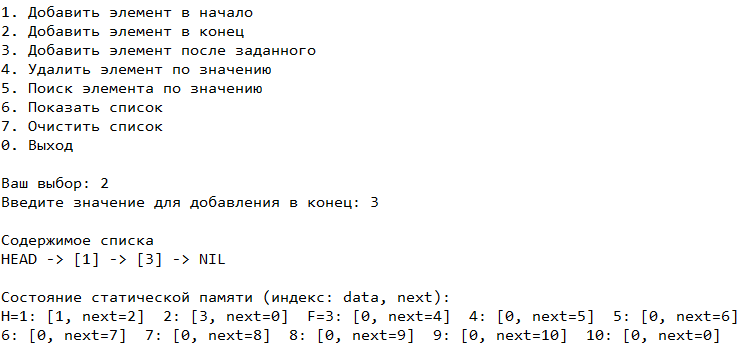 1. Добавить элемент в начало
2. Добавить элемент в конец
3. Добавить элемент после заданного
4. Удалить элемент по значению
5. Поиск элемента по значению
6. Показать список
7. Очистить список
0. Выход
Ваш выбор: 2
Введите значение для добавления в конец: 3
Содержимое списка
HEAD -> [1] -> [3] -> NIL
Состояние статической памяти (индекс: data, next):
H=1: [1, next=2]  2: [3, next=0]  F=3: [0, next=4]  4: [0, next=5]  5: [0, next=6]
6: [0, next=7]  7: [0, next=8]  8: [0, next=9]  9: [0, next=10]  10: [0, next=0]